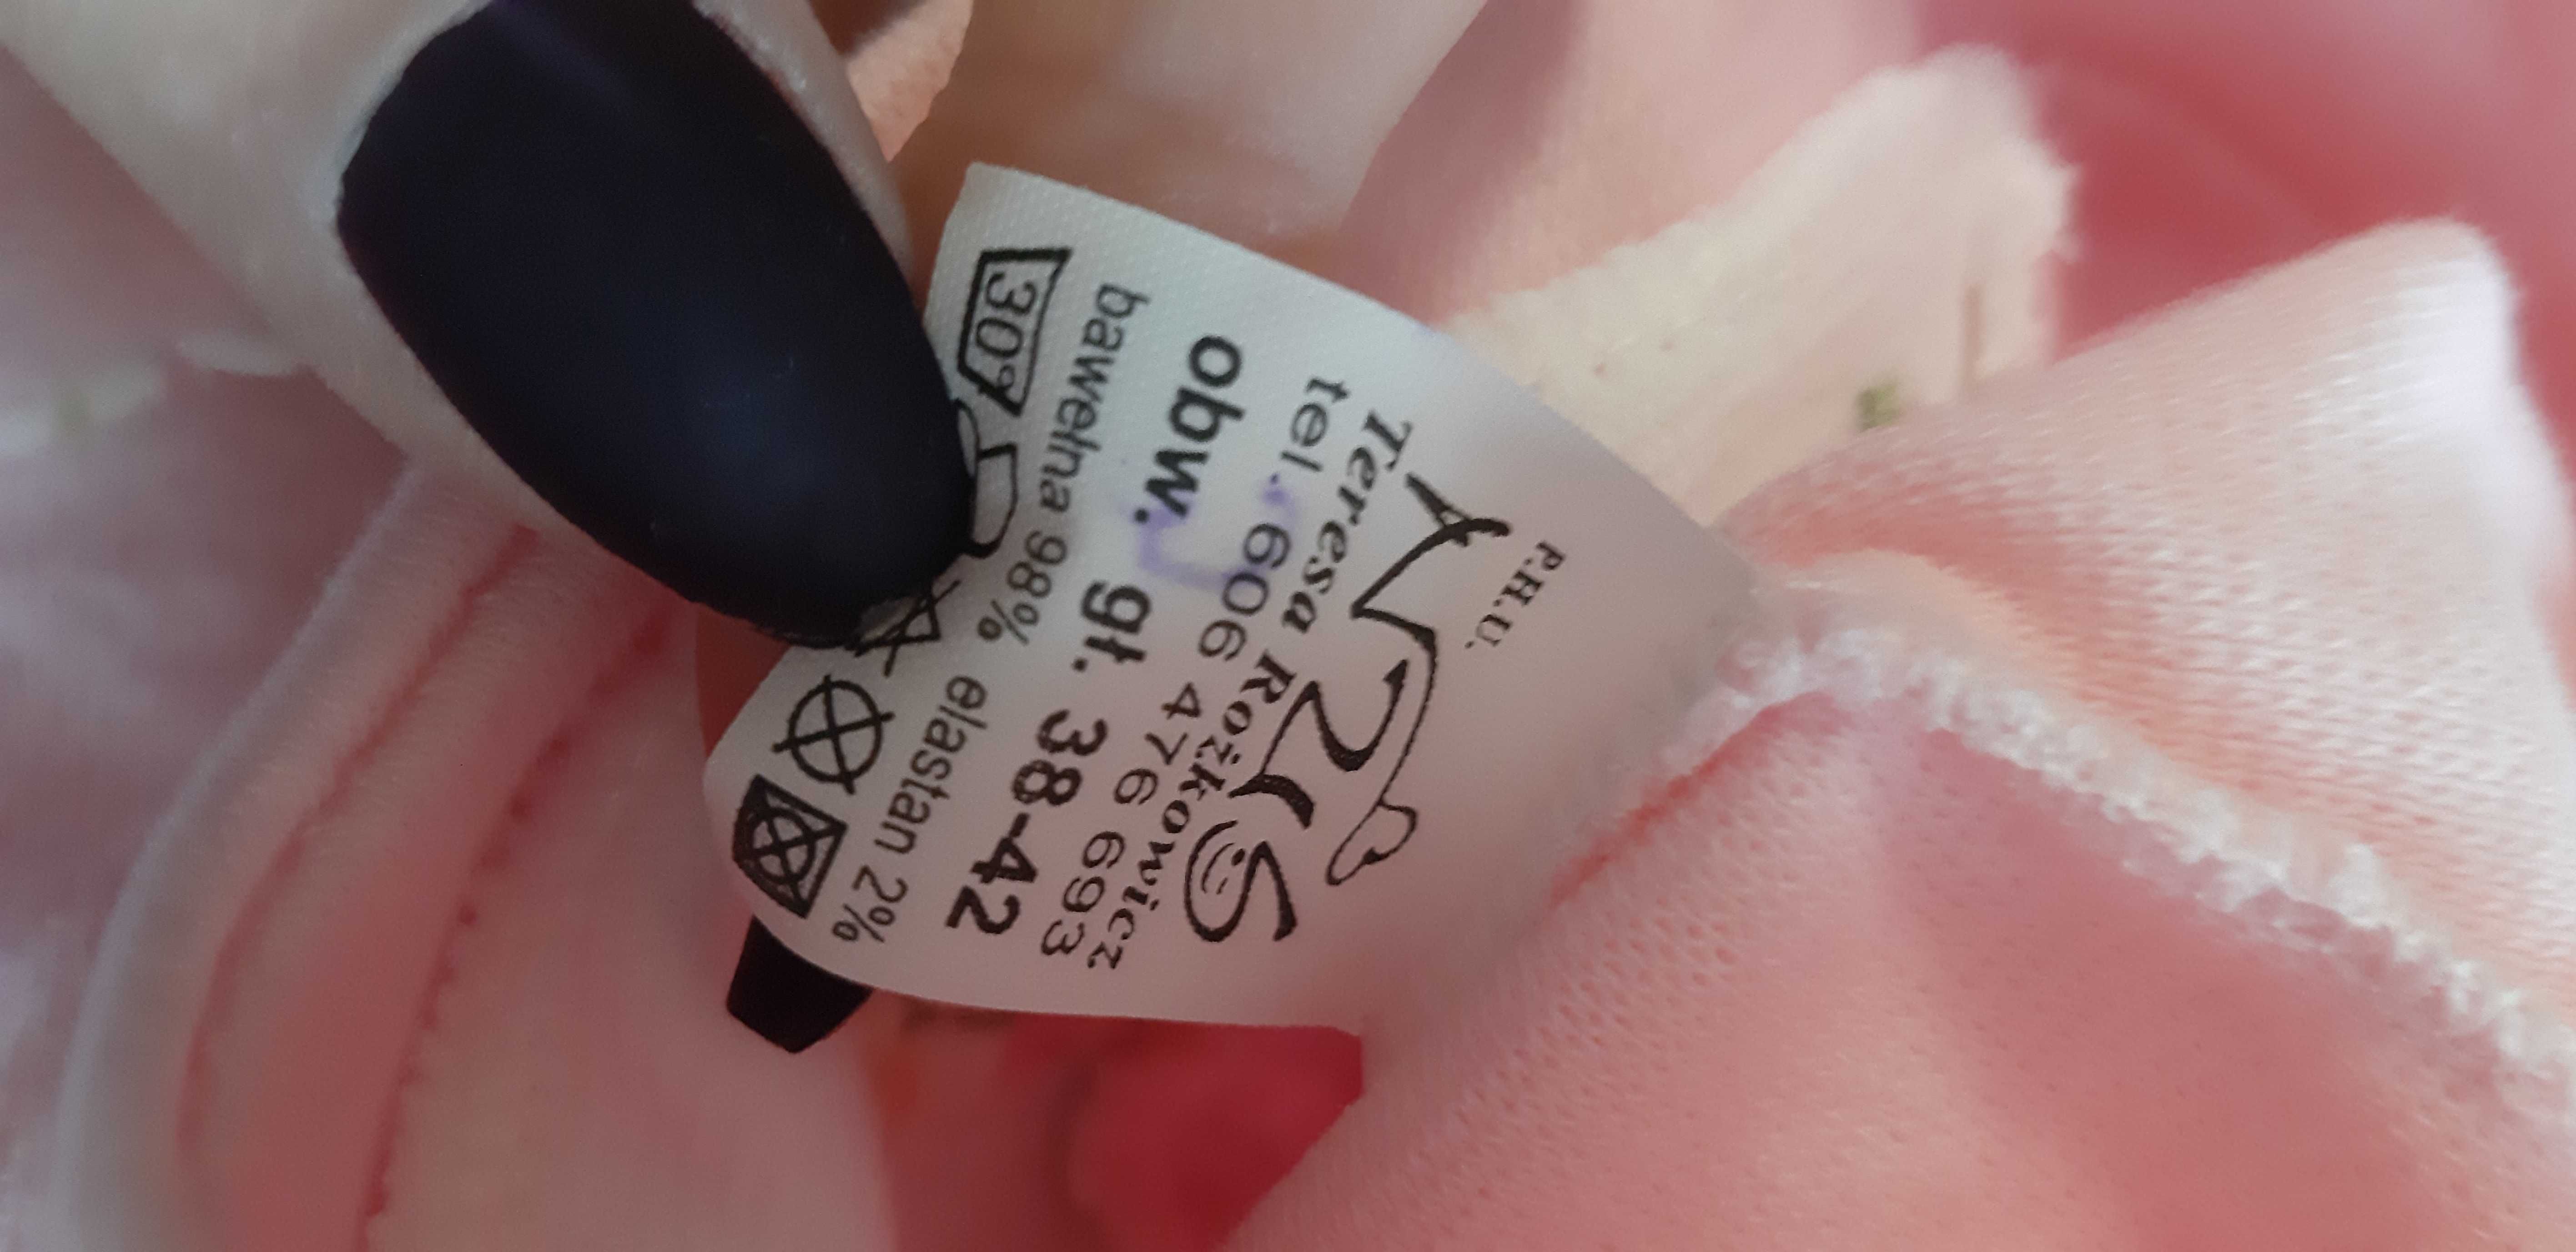 P.H.U.
Teresa Rożkowicz
tel. 606 476 693
obw. gł. 38-42
bawełna 98% elastan 2%
30°